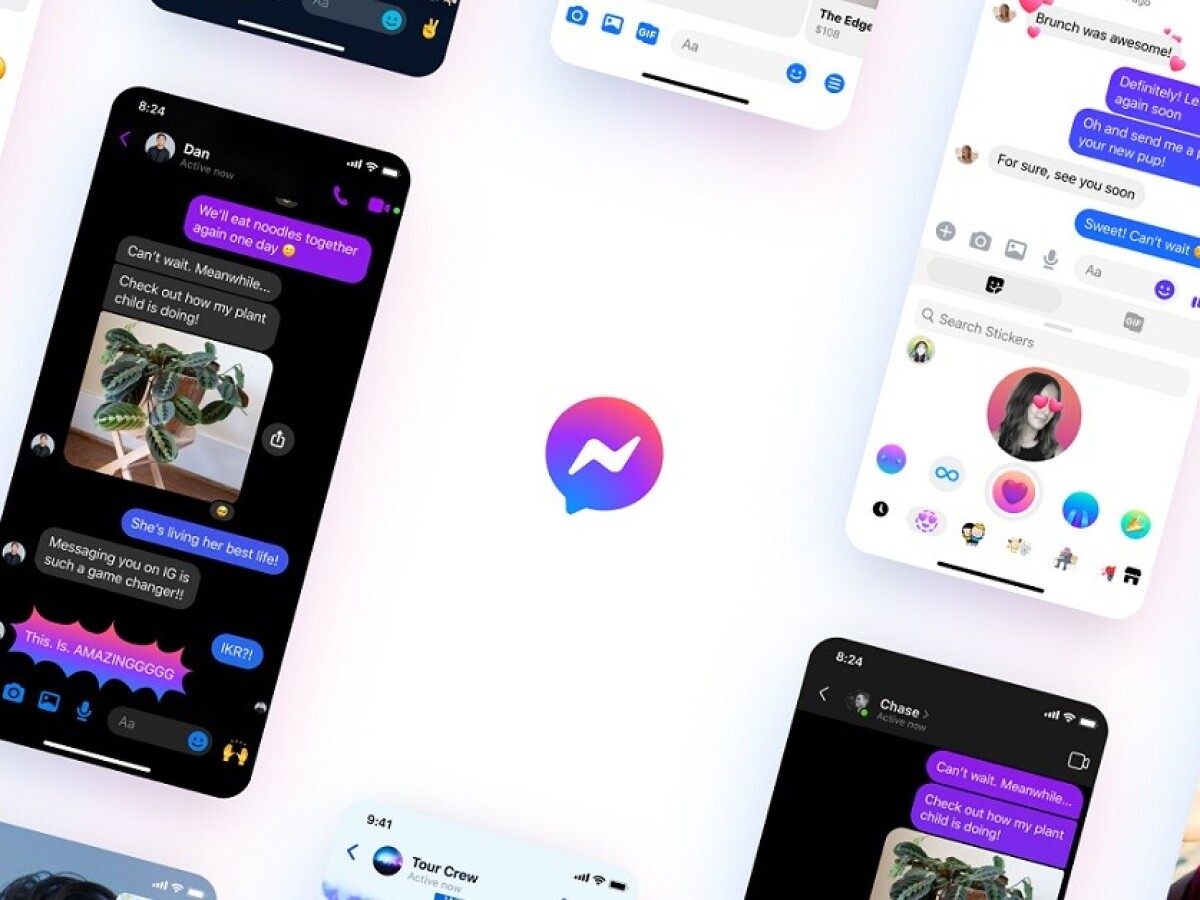 Aa
GIF
Aa
The Edge
$108
Brunch was awesome!
Definitely! Le
again soon
Oh and send me a
your new pup!
For sure, see you soon
Sweet! Can't wait
Aa
GIF
Search Stickers
8:24
Dan
Active now
We'll eat noodles together
again one day
Can't wait. Meanwhile...
Check out how my plant
child is doing!
She's living her best life!
Messaging you on IG is
such a game changer!!
IKR?!
This. Is. AMAZINGGGGG
Aa
8:24
Chase
Active now
Can't wait. Meanwhile...
Check out how my plant
child is doing!
9:41
Tour Crew
Active now